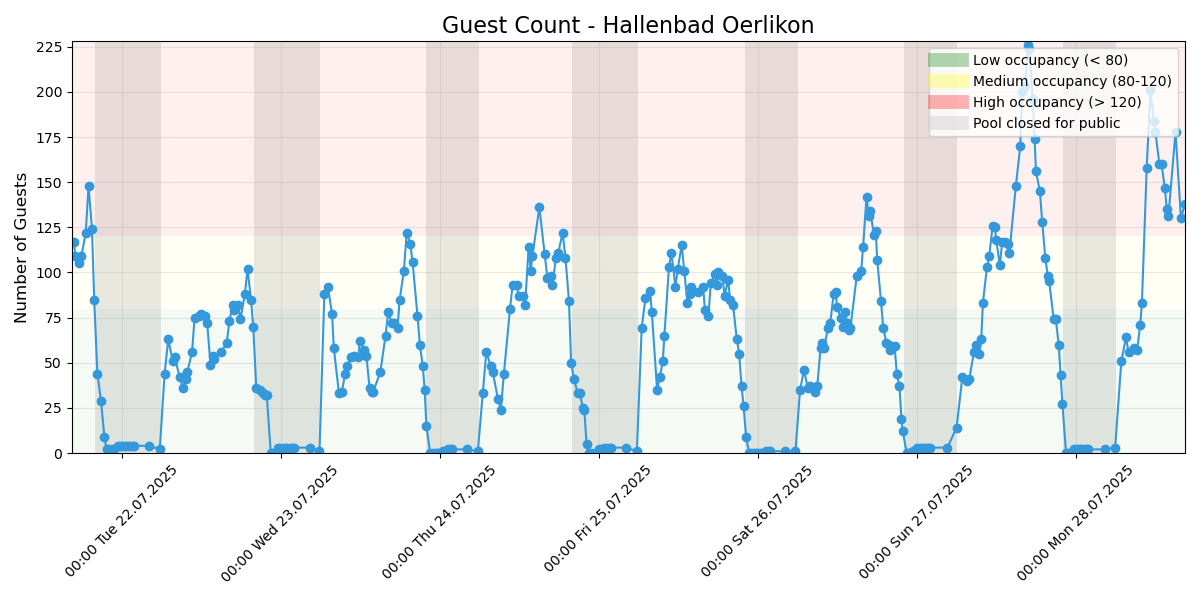 Guest Count - Hallenbad Oerlikon
Number of Guests
225
200
175
150
125
100
75
50
25
0
Low occupancy (< 80)
Medium occupancy (80-120)
High occupancy (> 120)
Pool closed for public
00:00 Tue 22.07.2025
00:00 Wed 23.07.2025
00:00 Thu 24.07.2025
00:00 Fri 25.07.2025
00:00 Sat 26.07.2025
00:00 Sun 27.07.2025
00:00 Mon 28.07.2025